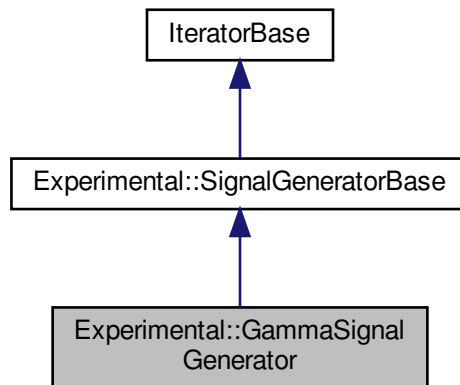 IteratorBase
Experimental::SignalGeneratorBase
Experimental::GammaSignal
Generator